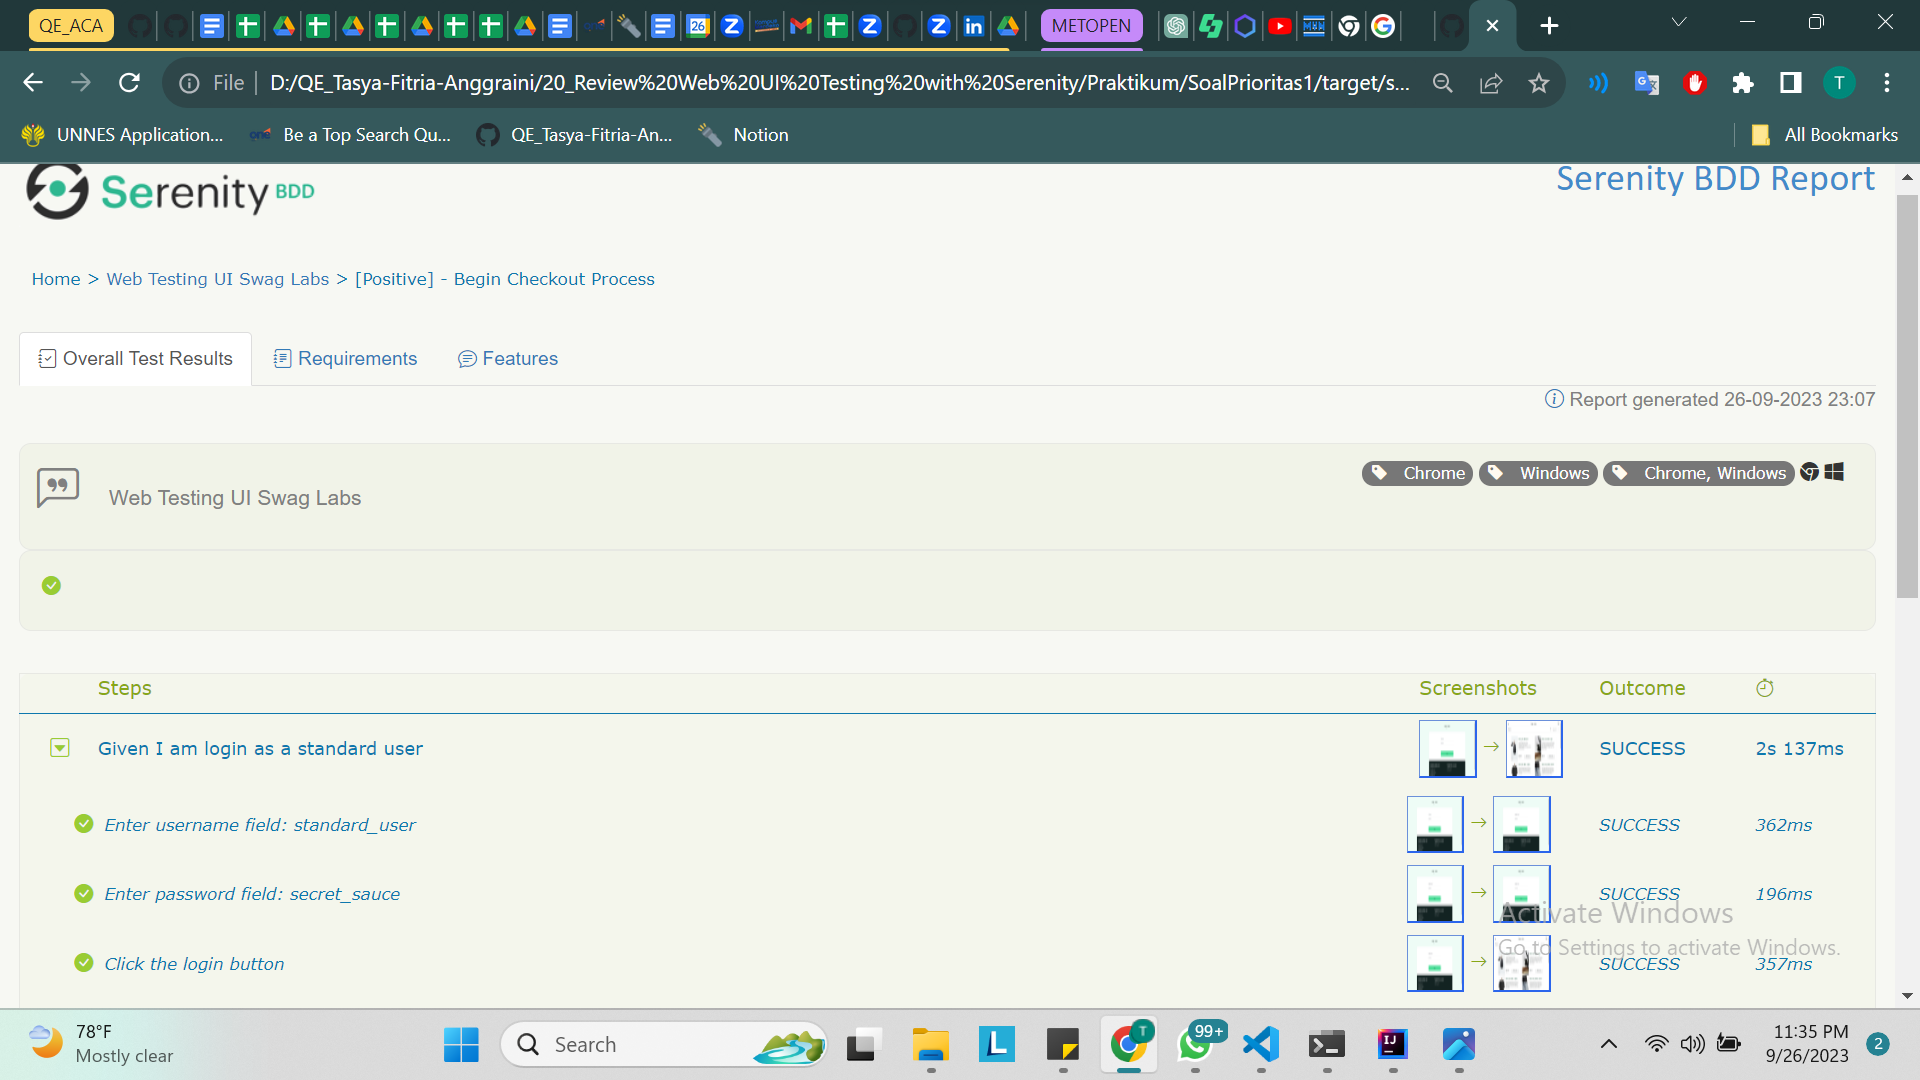 QE_ACA
METOPEN
File
D:/QE_Tasya-Fitria-Anggraini/20_Review%20Web%20UI%20Testing%20with%20Serenity/Praktikum/SoalPrioritas1/target/s...
T
UNNES Application...
Be a Top Search Qu...
QE_Tasya-Fitria-An...
Notion
All Bookmarks
Serenity BDD
Serenity BDD Report
Home > Web Testing UI Swag Labs > [Positive] - Begin Checkout Process
Overall Test Results
Requirements
Features
Report generated 26-09-2023 23:07
Web Testing UI Swag Labs
Chrome
Windows
Chrome, Windows
Steps Screenshots Outcome
Given I am login as a standard user SUCCESS 2s 137ms
Enter username field: standard_user SUCCESS 362ms
Enter password field: secret_sauce SUCCESS 196ms
Click the login button SUCCESS 357ms
Activate Windows
Go to Settings to activate Windows.
78°F
Mostly clear
Search
T
99+
11:35 PM
9/26/2023
2